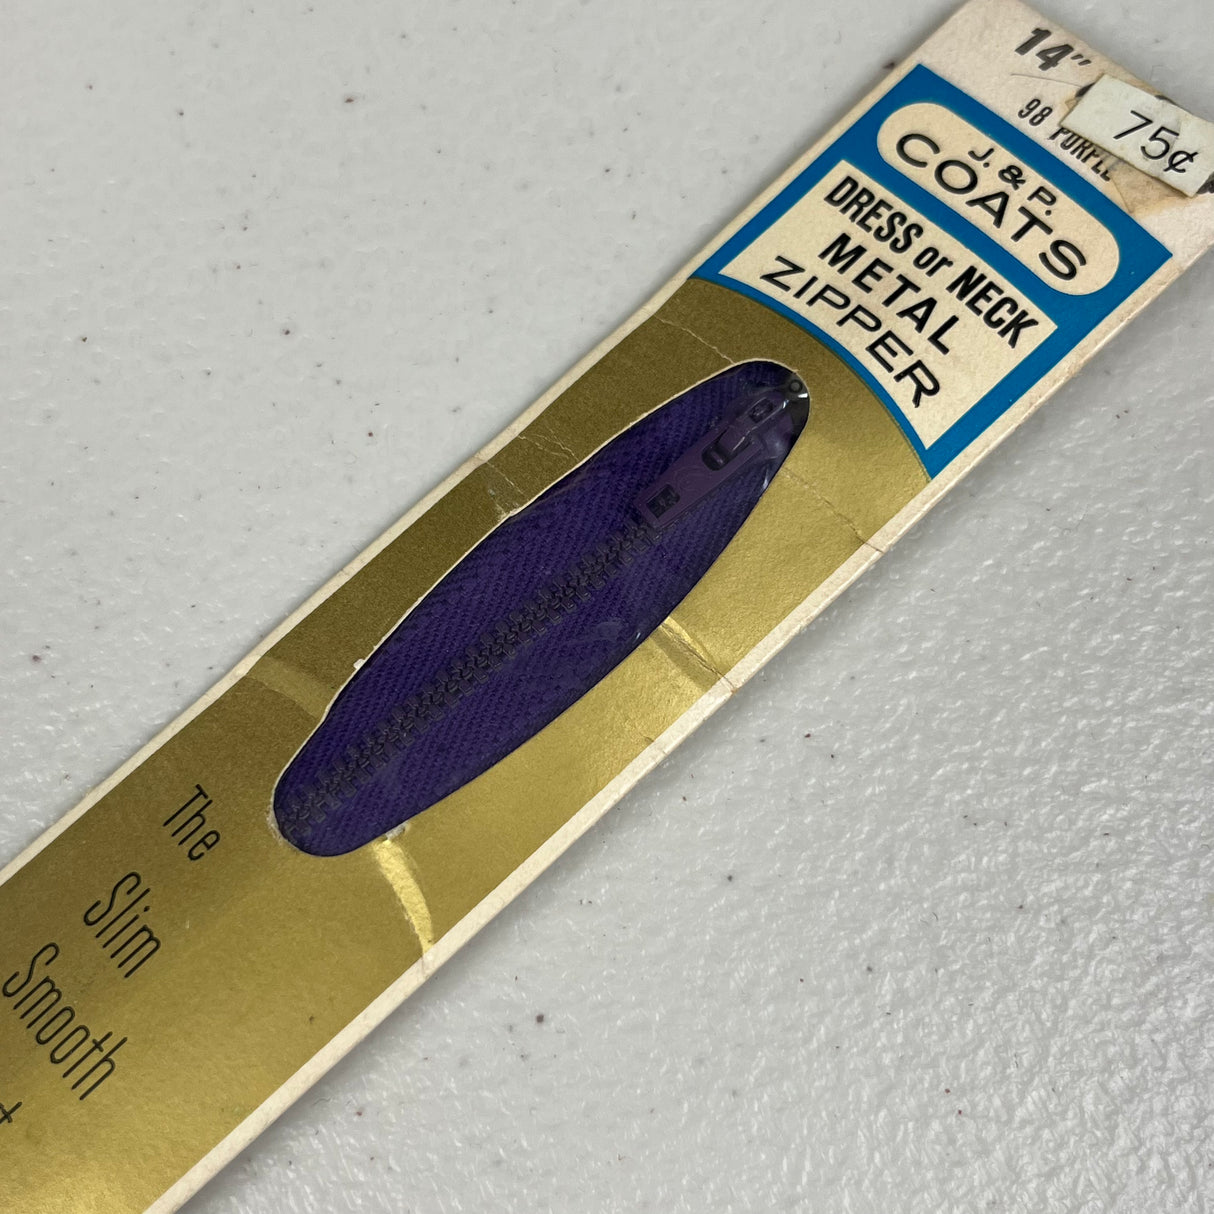 14"
98 PURPLE
75¢
J. & P.
COATS
DRESS or NECK
METAL
ZIPPER
The
Slim
Smooth